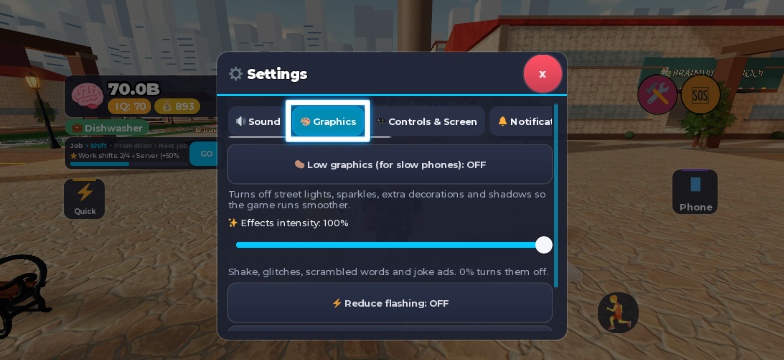 Settings
x
70.0B
IQ: 70
893
Dishwasher
Job
Shift
Work shifts: 2/4
GO
Quick
Sound
Graphics
Controls & Screen
Notificat
Low graphics (for slow phones): OFF
Turns off street lights, sparkles, extra decorations and shadows so
the game runs smoother.
Effects intensity: 100%
Shake, glitches, scrambled words and joke ads. 0% turns them off.
Reduce flashing: OFF
SOS
Phone